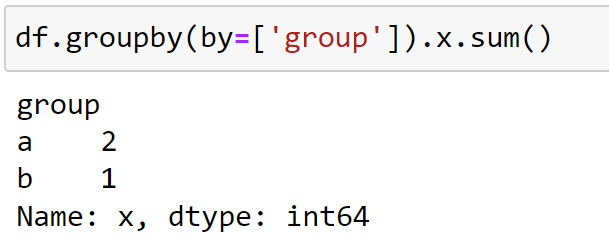 df.groupby(by=['group']).x.sum()
group
a    2
b    1
Name: x, dtype: int64